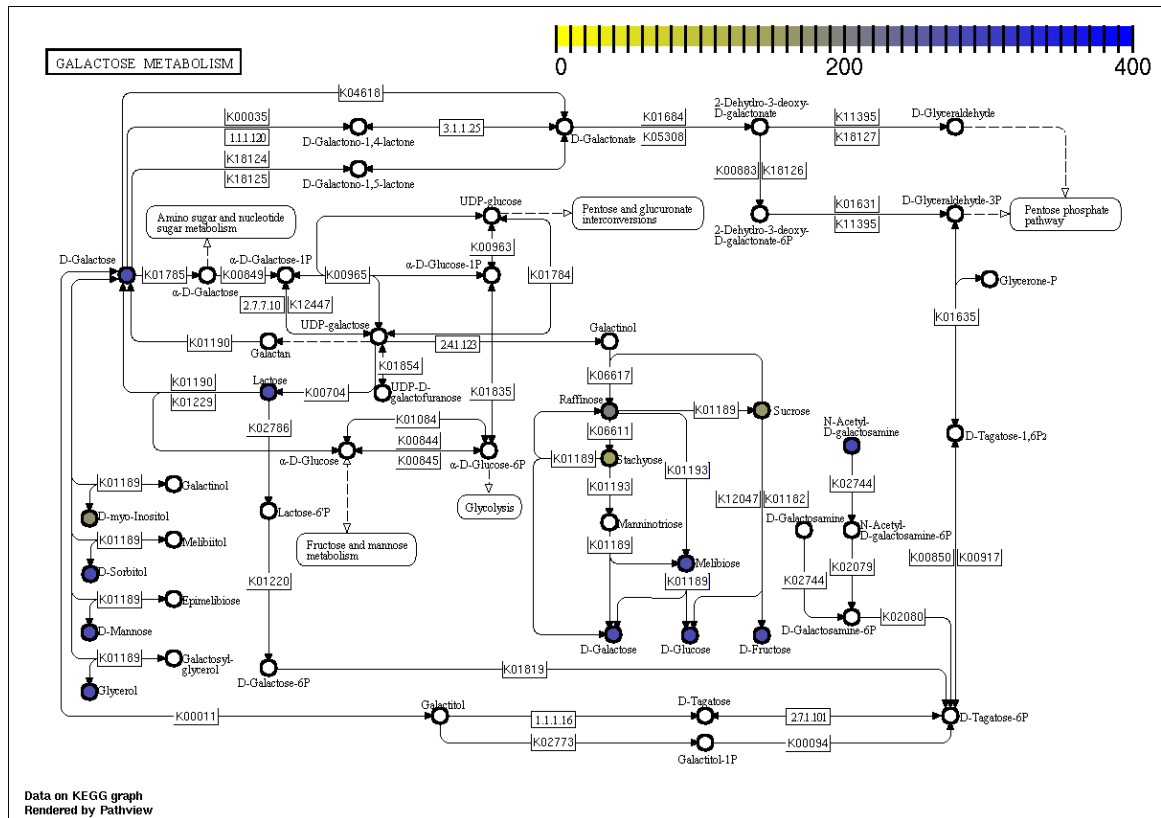 GALACTOSE METABOLISM
0
200
400
K04618
K00035
1.1.1.120
D-Galactono-1,4-lactone
3.1.1.25
D-Galactonate
K01684
K05308
2-Dehydro-3-deoxy-
D-galactonate
K11395
K18127
D-Glyceraldehyde
K18124
K18125
D-Galactono-1,5-lactone
K00883
K18126
Amino sugar and nucleotide
sugar metabolism
UDP-glucose
Pentose and glucuronate
interconversions
2-Dehydro-3-deoxy-
D-galactonate-6P
K01631
K11395
D-Glyceraldehyde-3P
Pentose phosphate
pathway
D-Galactose
K01785
α-D-Galactose
K00849
α-D-Galactose-1P
K00965
α-D-Glucose-1P
K00963
K01784
Glycerone-P
2.7.7.10
K12447
K01635
UDP-galactose
K01190
Galactan
2.4.1.123
Galactinol
K01854
K01190
K01229
Lactose
K00704
UDP-D-
galactofuranose
K01835
K06617
Raffinose
K01189
Sucrose
N-Acetyl-
D-galactosamine
D-Tagatose-1,6P2
K02786
K01084
K00844
K00845
α-D-Glucose
α-D-Glucose-6P
K06611
K01189
Stachyose
K01193
K01193
K02744
K01189
Galactinol
D-myo-Inositol
Glycolysis
K12047
K01182
Manninotriose
D-Galactosamine
N-Acetyl-
D-galactosamine-6P
Lactose-6'P
K01189
Melibiitol
D-Sorbitol
Fructose and mannose
metabolism
K01189
Melibiose
K00850
K00917
K01220
K01189
K02744
K02079
K01189
Epimelibiose
D-Mannose
D-Galactose
D-Glucose
D-Fructose
D-Galactosamine-6P
K02080
K01189
Galactosyl-
glycerol
Glycerol
D-Galactose-6P
K01819
K00011
Galactitol
1.1.1.16
D-Tagatose
2.7.1.101
D-Tagatose-6P
K02773
Galactitol-1P
K00094
Data on KEGG graph
Rendered by Pathview